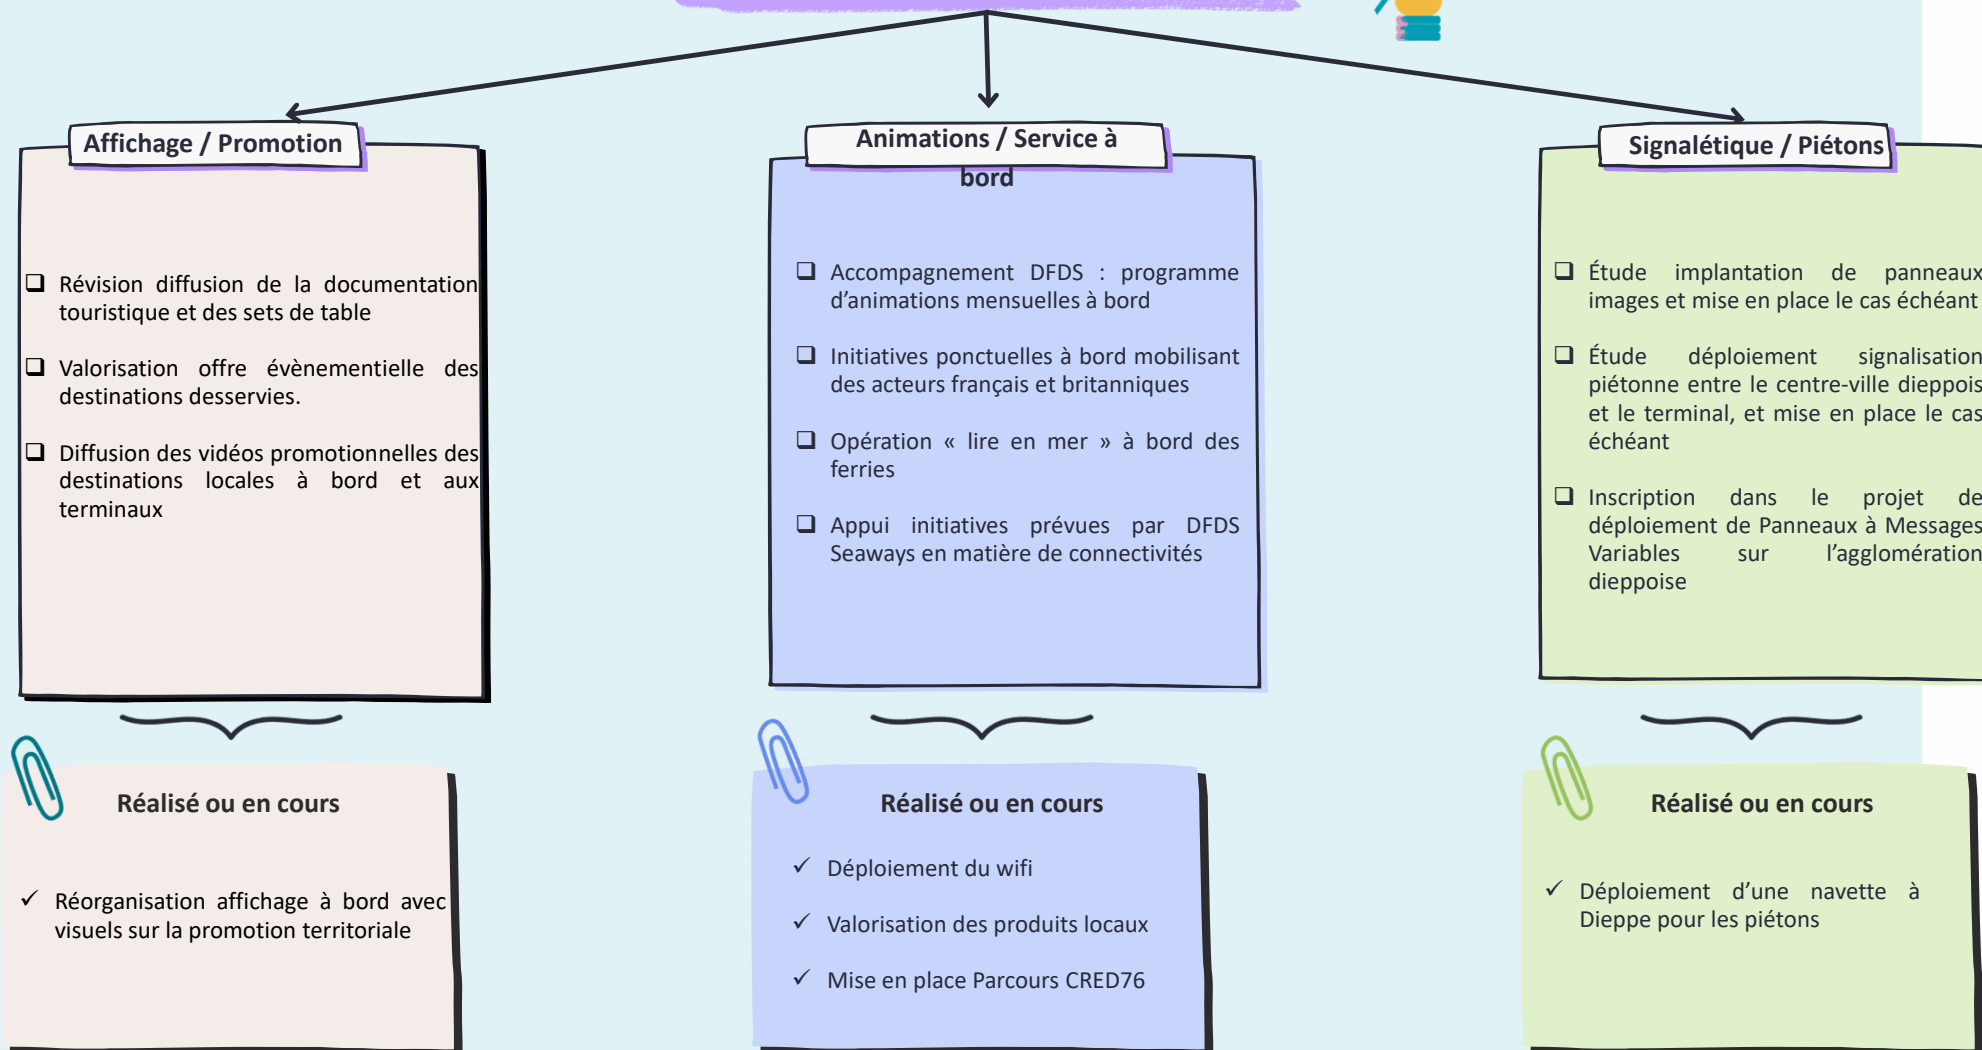 Affichage / Promotion
❑ Révision diffusion de la documentation
touristique et des sets de table
❑ Valorisation offre évènementielle des
destinations desservies.
❑ Diffusion des vidéos promotionnelles des
destinations locales à bord et aux
terminaux
Réalisé ou en cours
✓ Réorganisation affichage à bord avec
visuels sur la promotion territoriale
Animations / Service à
bord
❑ Accompagnement DFDS : programme
d’animations mensuelles à bord
❑ Initiatives ponctuelles à bord mobilisant
des acteurs français et britanniques
❑ Opération « lire en mer » à bord des
ferries
❑ Appui initiatives prévues par DFDS
Seaways en matière de connectivités
Réalisé ou en cours
✓ Déploiement du wifi
✓ Valorisation des produits locaux
✓ Mise en place Parcours CRED76
Signalétique / Piétons
❑ Étude implantation de panneaux
images et mise en place le cas échéant
❑ Étude déploiement signalisation
piétonne entre le centre-ville dieppois
et le terminal, et mise en place le cas
échéant
❑ Inscription dans le projet de
déploiement de Panneaux à Messages
Variables sur l’agglomération
dieppoise
Réalisé ou en cours
✓ Déploiement d’une navette à
Dieppe pour les piétons